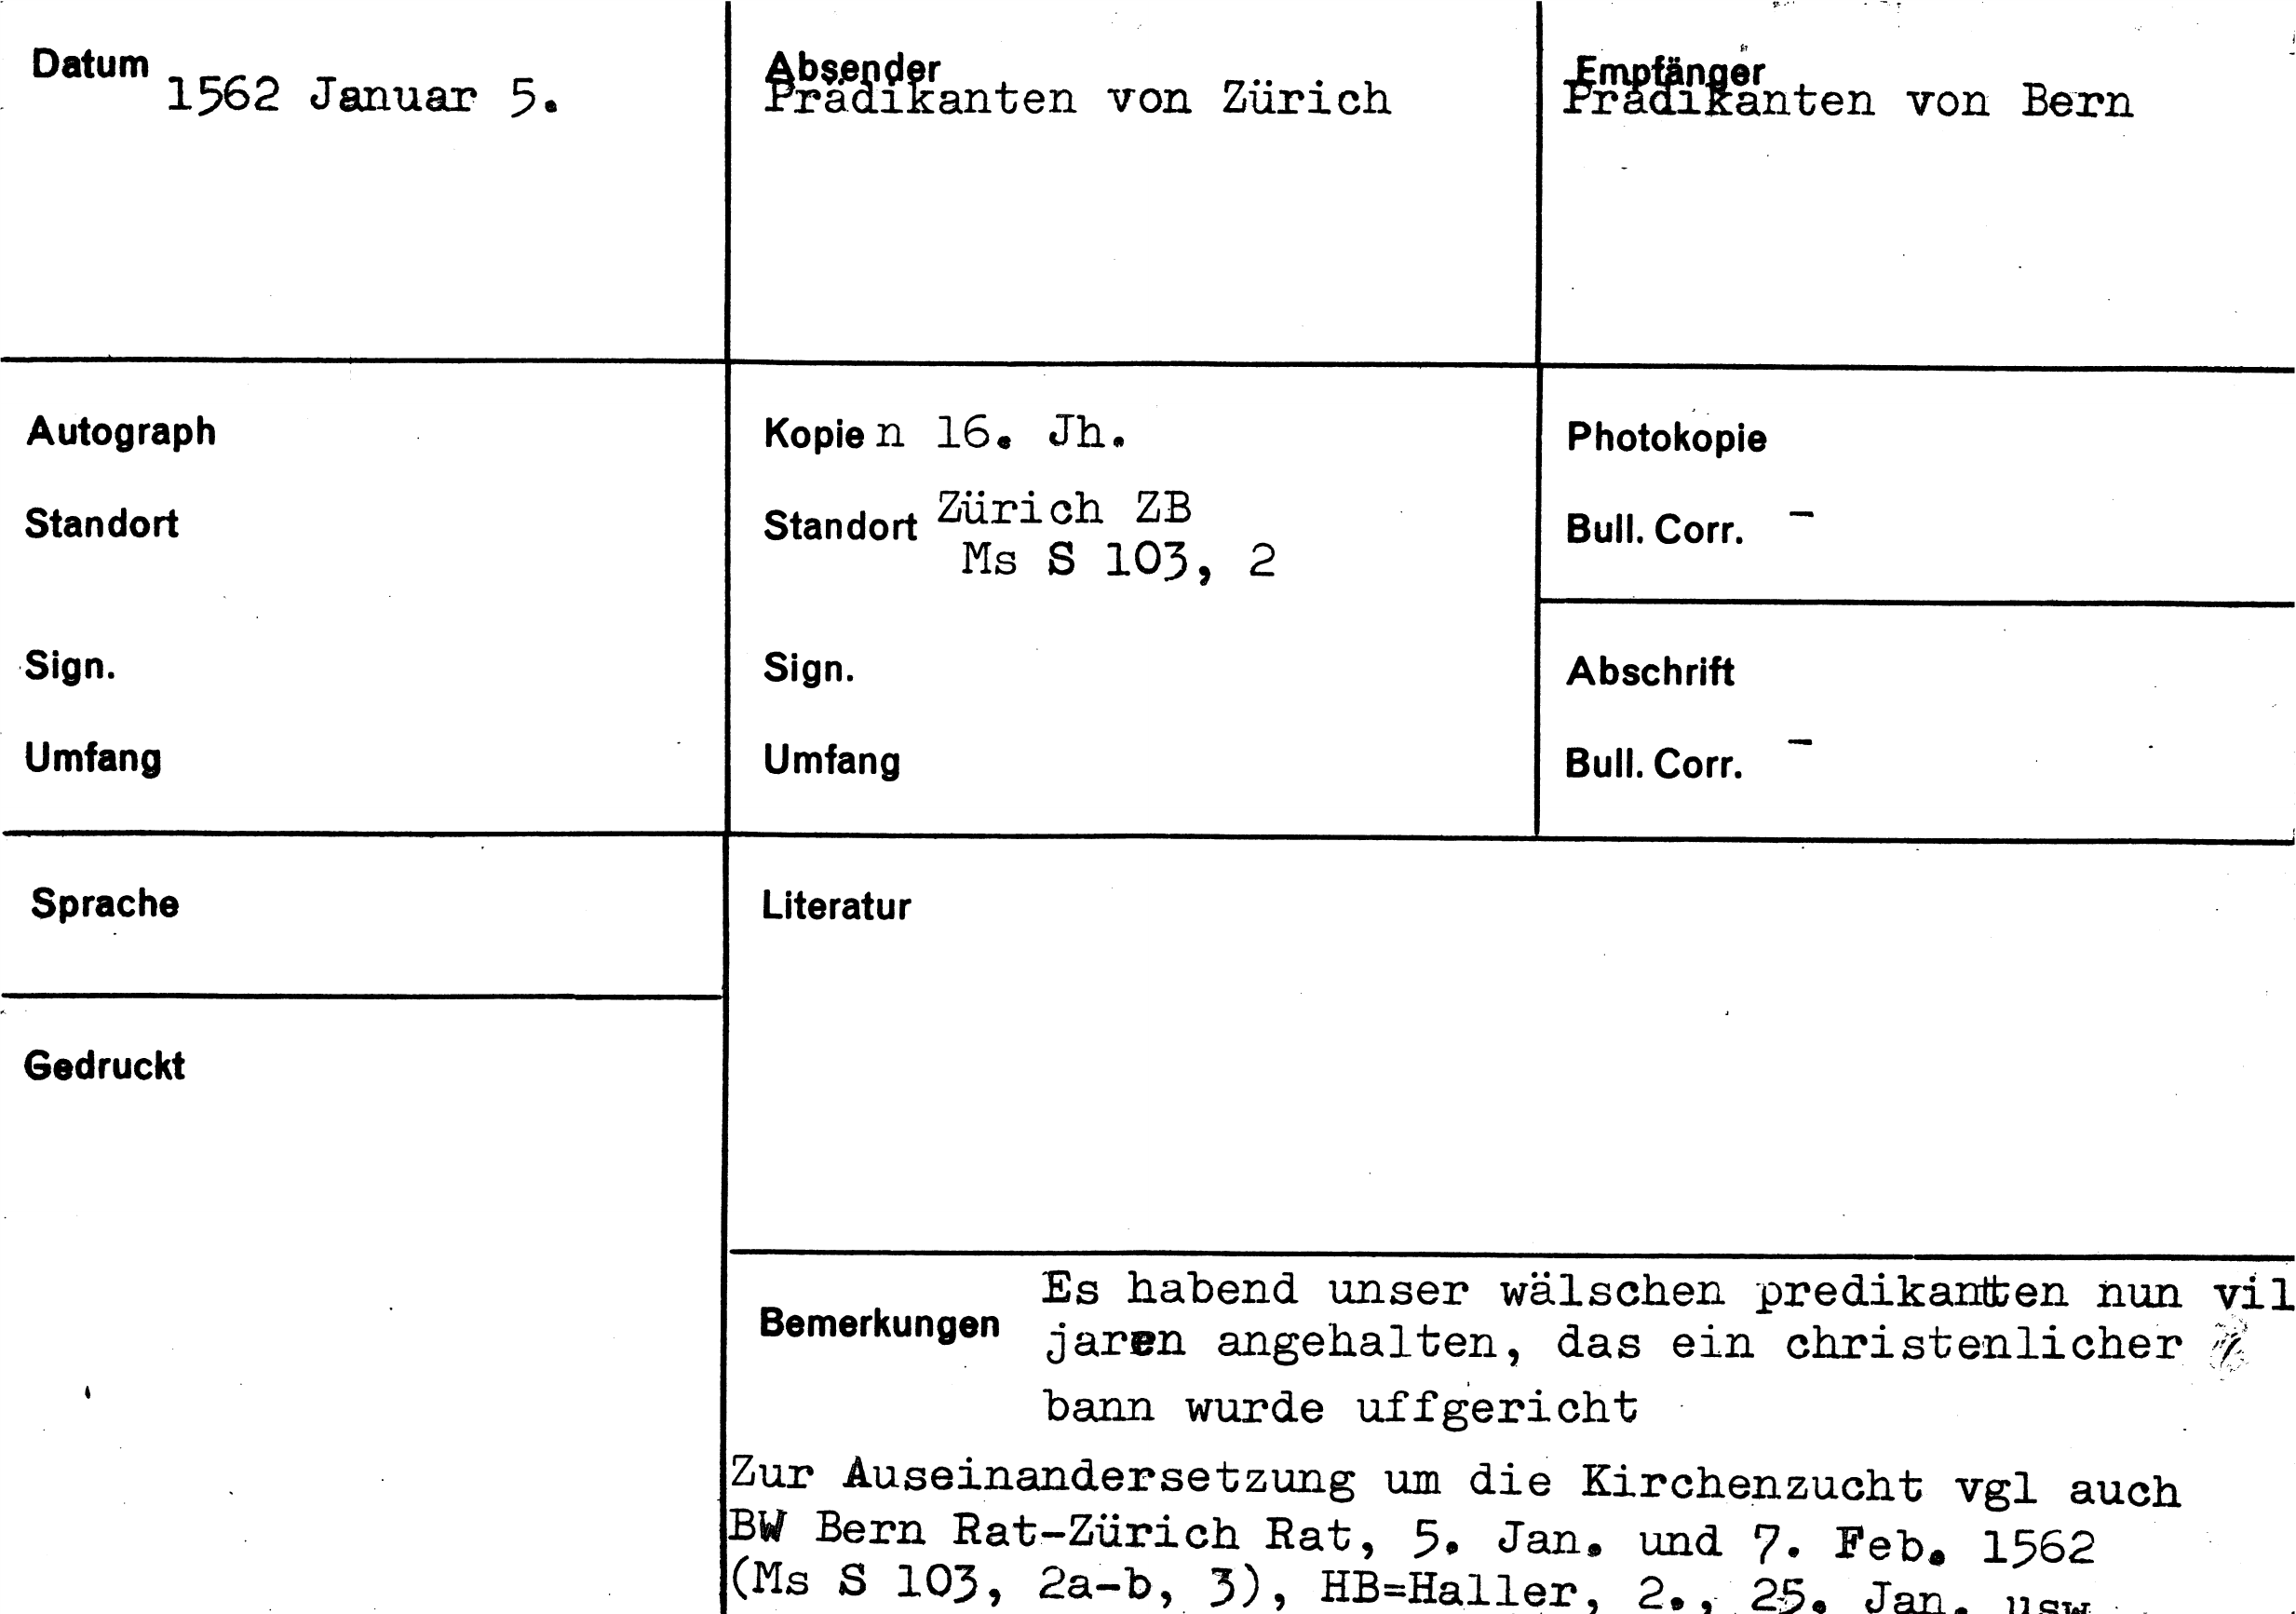 Datum 1562 Januar 5.
Absender
Prädikanten von Zürich
Empfänger
Prädikanten von Bern
Autograph
Standort
Sign.
Umfang
Kopien 16. Jh.
Standort Zürich ZB
Ms S 103, 2
Sign.
Umfang
Photokopie
Bull. Corr. -
Abschrift
Bull. Corr. -
Sprache
Literatur
Gedruckt
Bemerkungen Es habend unser wälschen predikantten nun vil
jaren angehalten, das ein christenlicher
bann wurde uffgericht
Zur Auseinandersetzung um die Kirchenzucht vgl auch
BW Bern Rat-Zürich Rat, 5. Jan. und 7. Feb. 1562
(Ms S 103, 2a-b, 3), HB=Haller, 2., 25. Jan. usw